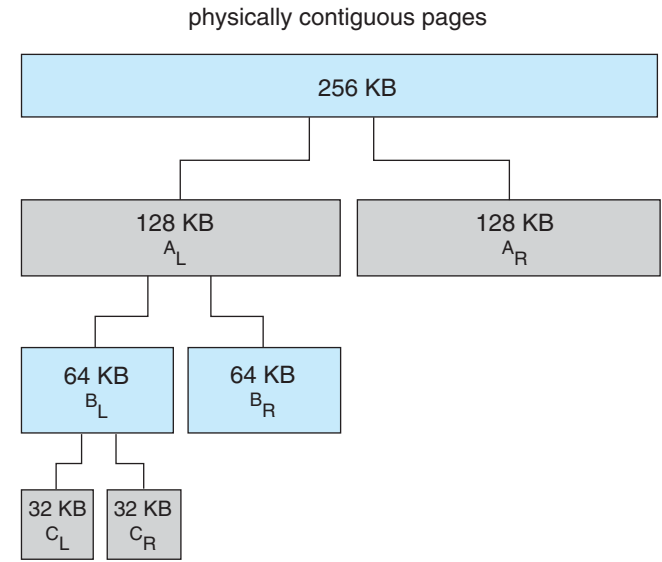 physically contiguous pages
256 KB
128 KB
A_L
128 KB
A_R
64 KB
B_L
64 KB
B_R
32 KB
C_L
32 KB
C_R